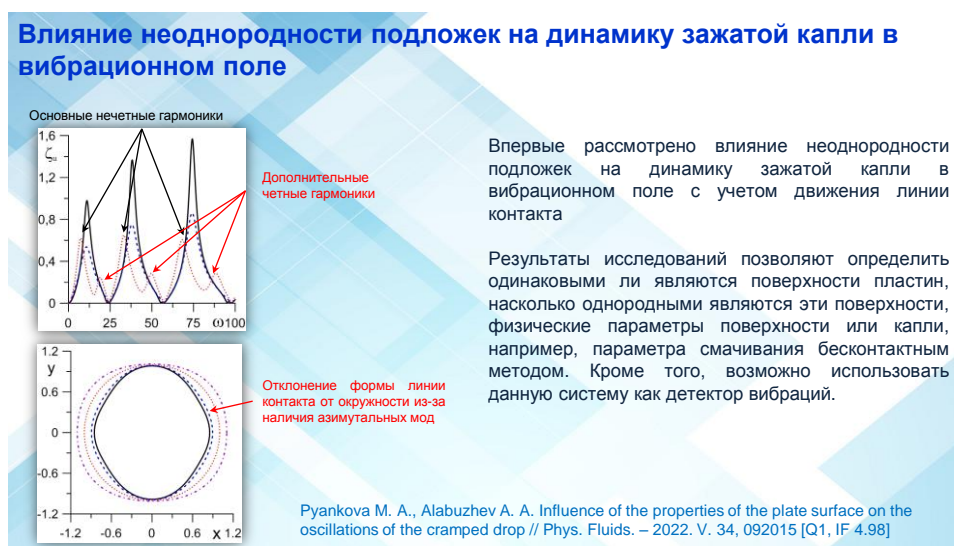 Влияние неоднородности подложек на динамику зажатой капли в
вибрационном поле
Основные нечетные гармоники
1,6
1,2
0,8
0,4
0
0 25 50 75 ω100
Дополнительные
четные гармоники
1.2
y
0.6
0
-0.6
-1.2
-1.2 -0.6 0 0.6 x 1.2
Отклонение формы линии
контакта от окружности из-за
наличия азимутальных мод
Впервые рассмотрено влияние неоднородности
подложек на динамику зажатой капли в
вибрационном поле с учетом движения линии
контакта
Результаты исследований позволяют определить
одинаковыми ли являются поверхности пластин,
насколько однородными являются эти поверхности,
физические параметры поверхности или капли,
например, параметра смачивания бесконтактным
методом. Кроме того, возможно использовать
данную систему как детектор вибраций.
Pyankova M. A., Alabuzhev A. A. Influence of the properties of the plate surface on the
oscillations of the cramped drop // Phys. Fluids. – 2022. V. 34, 092015 [Q1, IF 4.98]